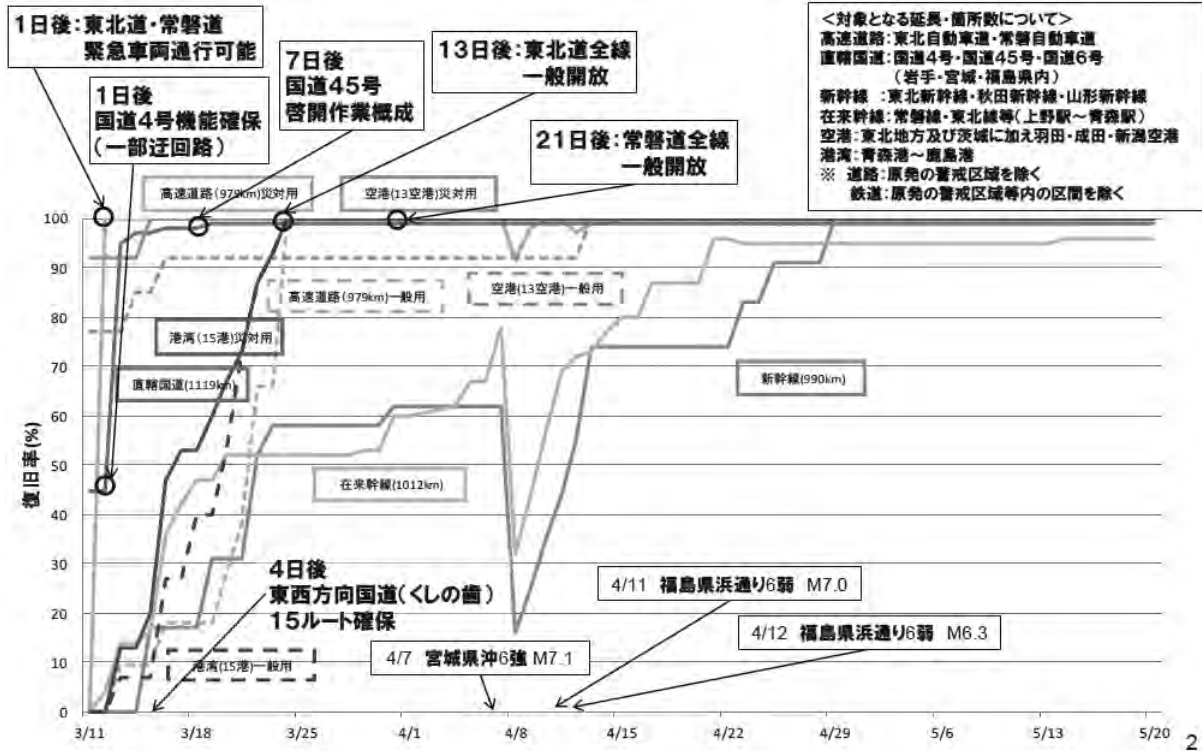 1日後：東北道・常磐道
緊急車両通行可能
1日後
国道4号機能確保
（一部迂回路）
7日後
国道45号
啓開作業概成
13日後：東北道全線
一般開放
21日後：常磐道全線
一般開放
＜対象となる延長・箇所数について＞
高速道路：東北自動車道・常磐自動車道
直轄国道：国道4号・国道45号・国道6号
（岩手・宮城・福島県内）
新幹線　：東北新幹線・秋田新幹線・山形新幹線
在来幹線：常磐線・東北線等（上野駅～青森駅）
空港：東北地方及び茨城に加え羽田・成田・新潟空港
港湾：青森港～鹿島港
※　道路：原発の警戒区域を除く
鉄道：原発の警戒区域等内の区間を除く
高速道路（979km）災対用
空港（13空港）災対用
高速道路（979km）一般用
空港（13空港）一般用
港湾（15港）災対用
直轄国道（1119km）
新幹線(990km)
在来幹線(1012km)
4日後
東西方向国道（くしの歯）
15ルート確保
港湾（15港）一般用
4/7　宮城県沖6強 M7.1
4/11　福島県浜通り6弱　M7.0
4/12　福島県浜通り6弱　M6.3
復旧率(%)
100
90
80
70
60
50
40
30
20
10
0
3/11
3/18
3/25
4/1
4/8
4/15
4/22
4/29
5/6
5/13
5/20
2